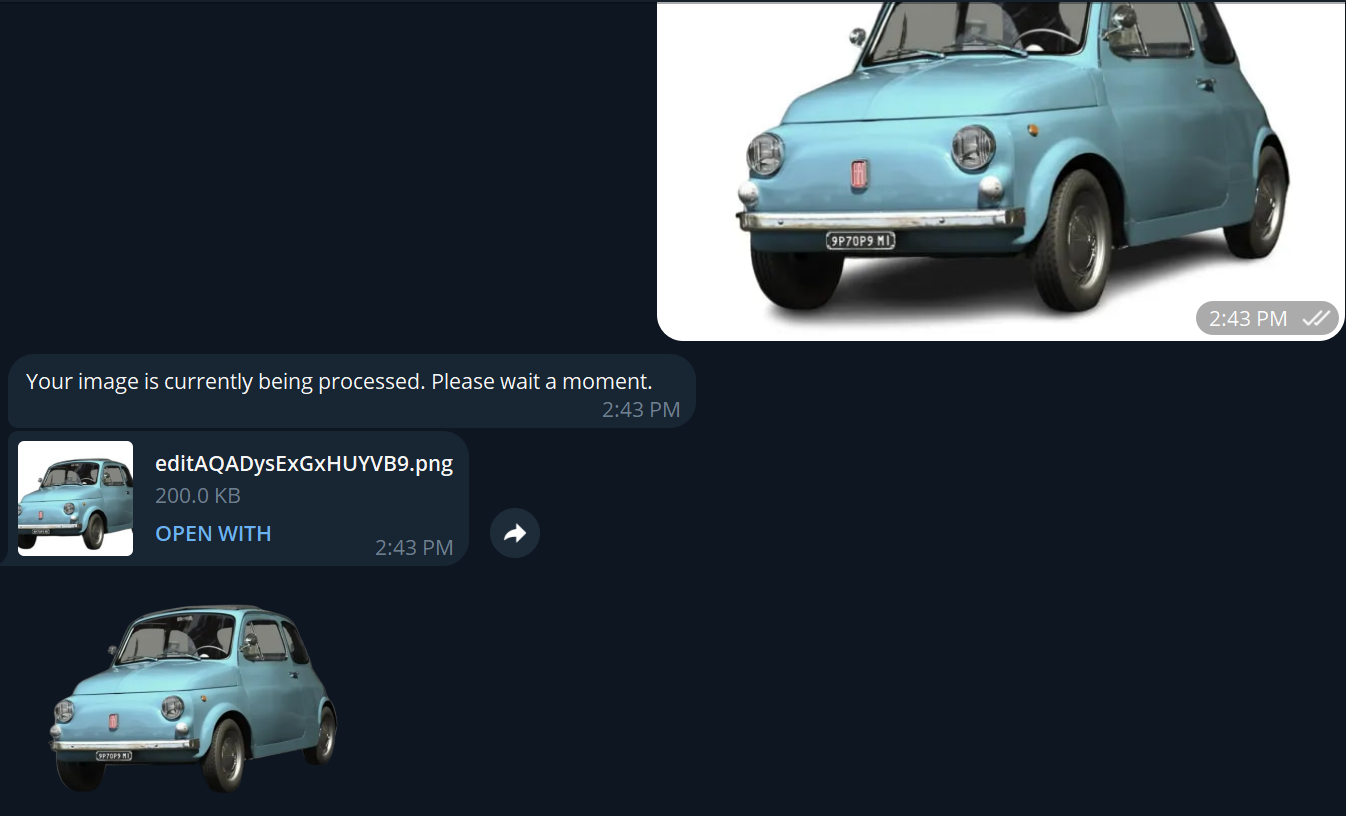 9P70P9 MI
2:43 PM
Your image is currently being processed. Please wait a moment.
2:43 PM
editAQADysExGxHUYVB9.png
200.0 KB
OPEN WITH
2:43 PM
9P70P9 MI